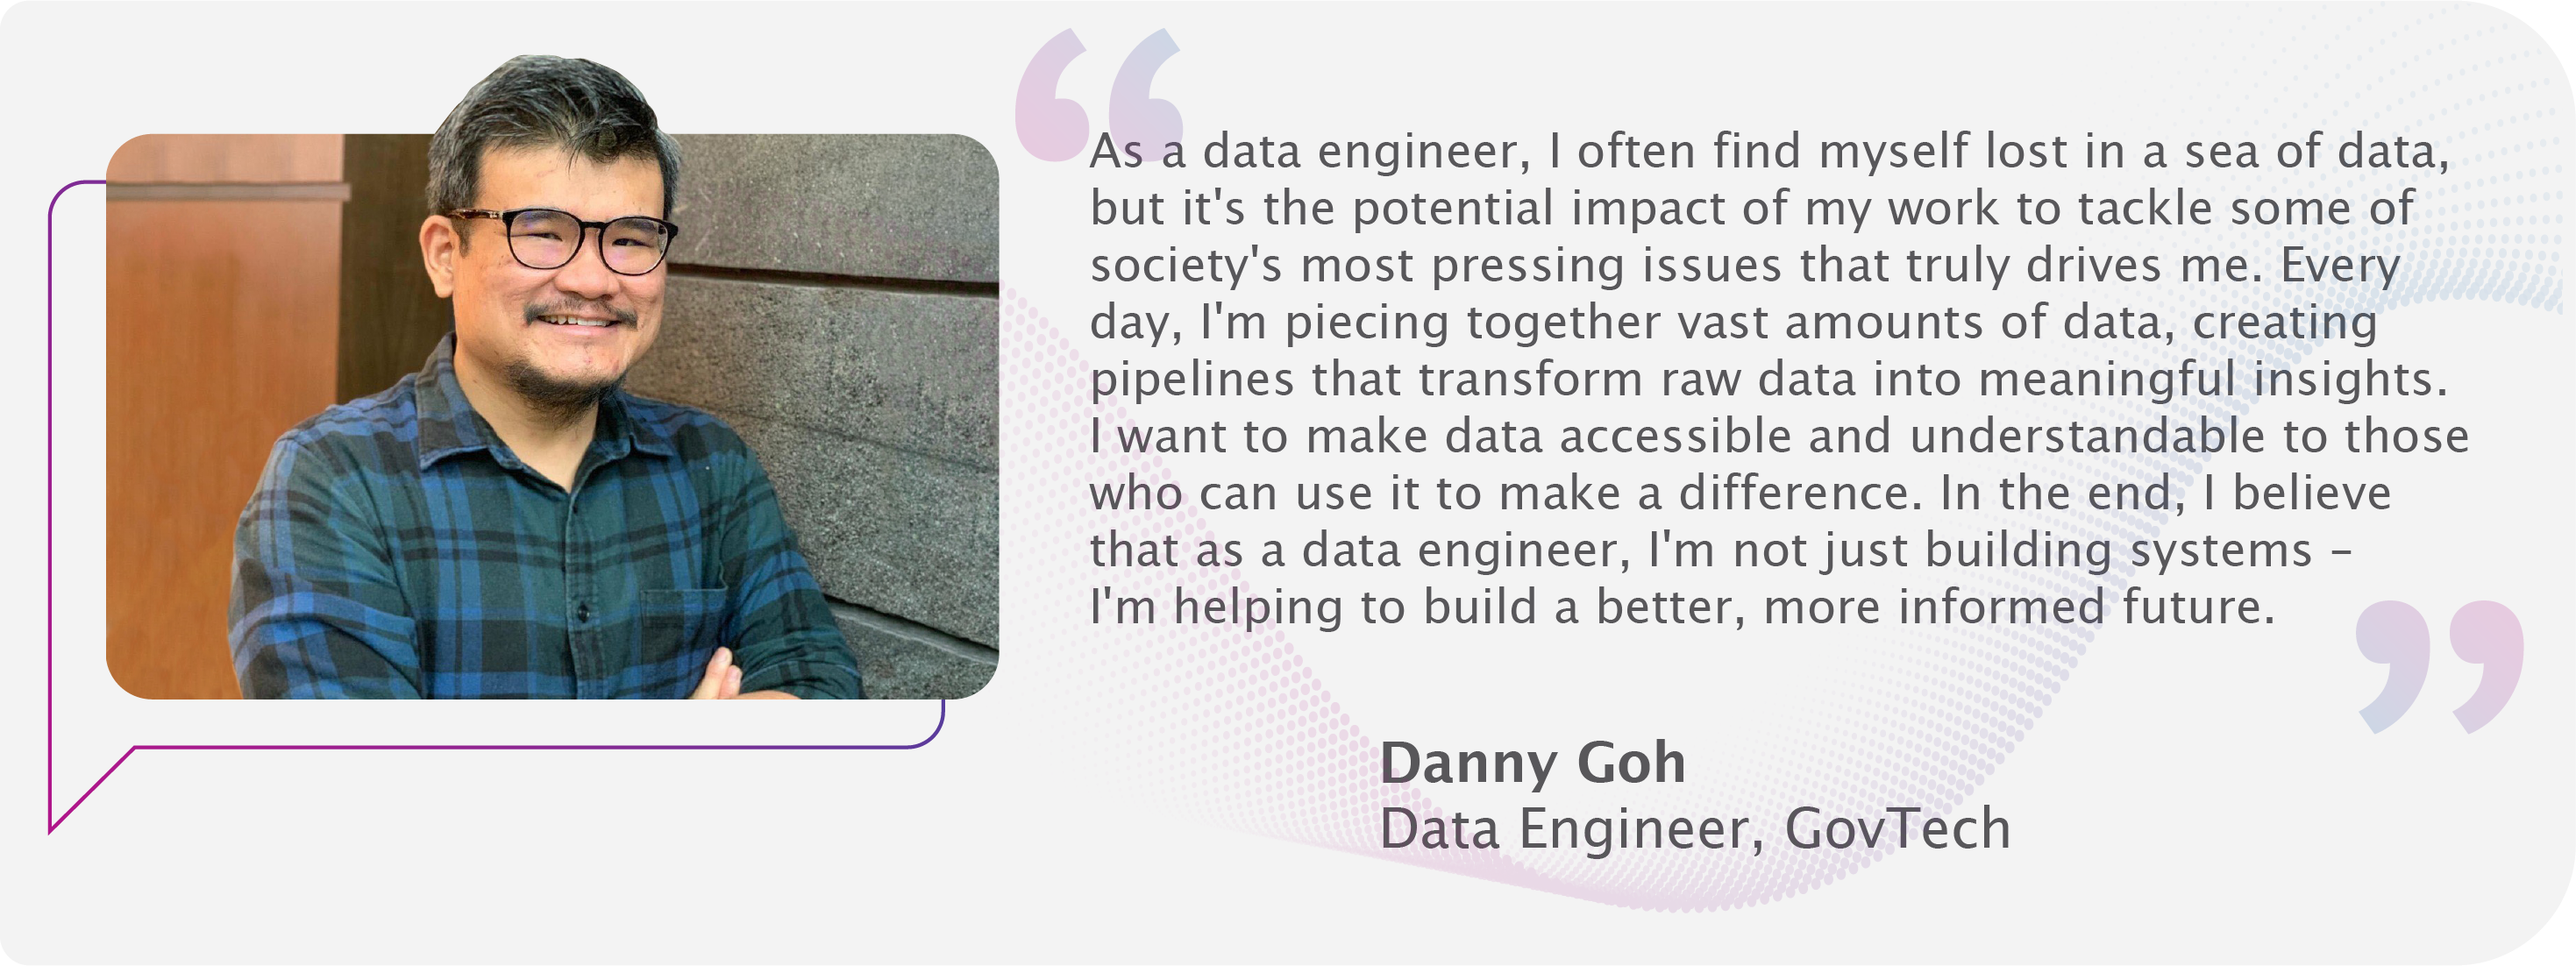 As a data engineer, I often find myself lost in a sea of data,
but it's the potential impact of my work to tackle some of
society's most pressing issues that truly drives me. Every
day, I'm piecing together vast amounts of data, creating
pipelines that transform raw data into meaningful insights.
I want to make data accessible and understandable to those
who can use it to make a difference. In the end, I believe
that as a data engineer, I'm not just building systems –
I'm helping to build a better, more informed future.
Danny Goh
Data Engineer, GovTech